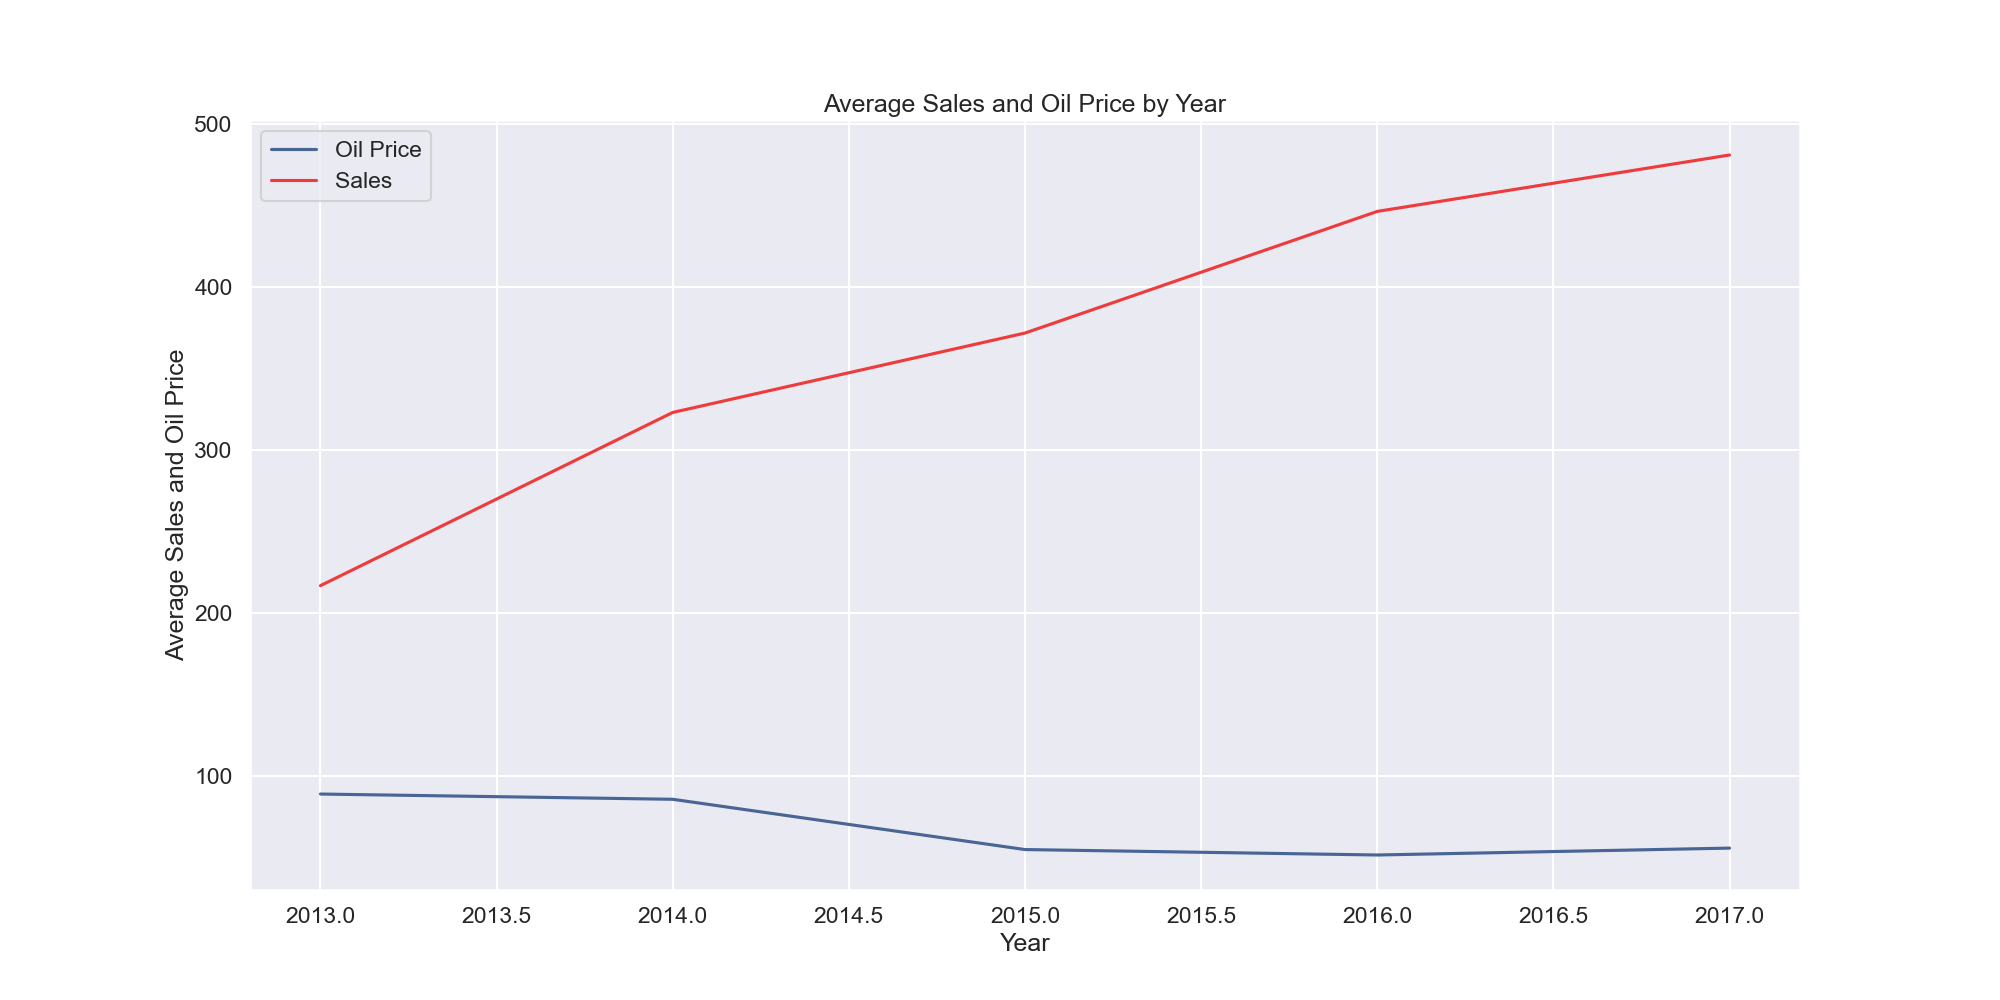 Average Sales and Oil Price by Year
Oil Price
Sales
500
400
300
200
100
Average Sales and Oil Price
2013.0 2013.5 2014.0 2014.5 2015.0 2015.5 2016.0 2016.5 2017.0
Year